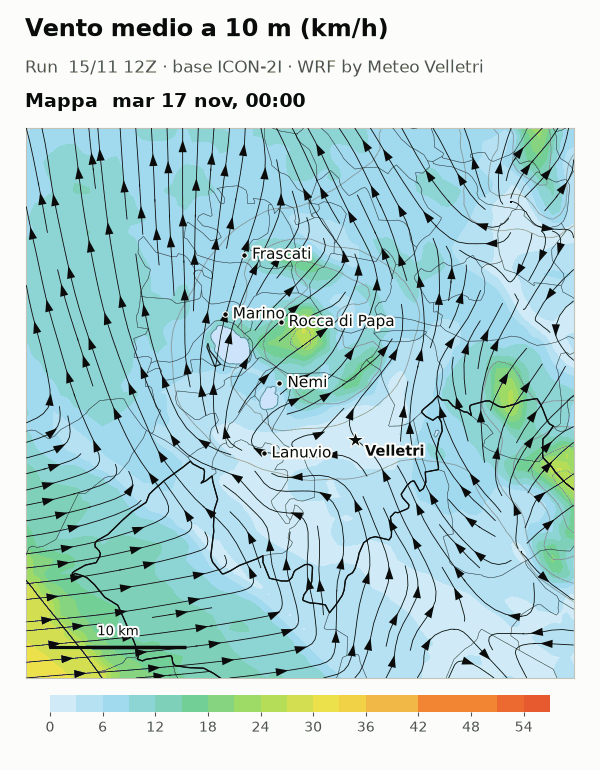 Vento medio a 10 m (km/h)
Run  15/11 12Z · base ICON-2I · WRF by Meteo Velletri
Mappa  mar 17 nov, 00:00
Frascati
Marino
Rocca di Papa
Nemi
Velletri
Lanuvio
10 km
0 6 12 18 24 30 36 42 48 54